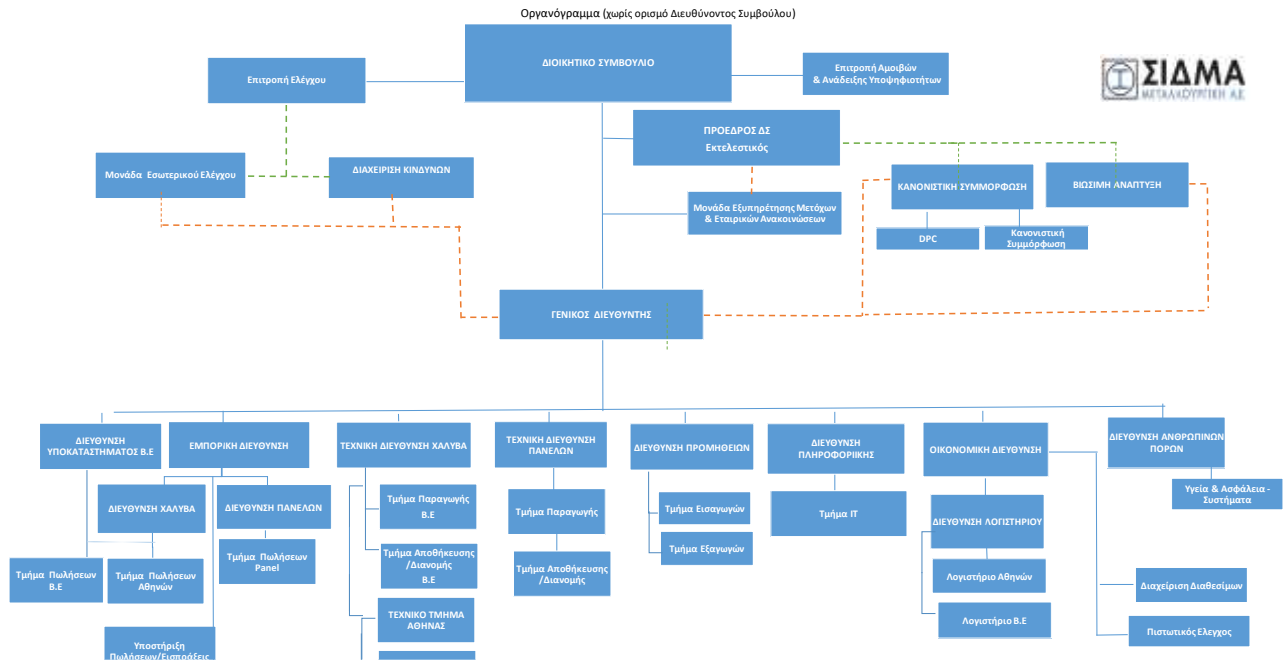 Οργανόγραμμα (χωρίς ορισμό Διευθύνοντος Συμβούλου)
ΔΙΟΙΚΗΤΙΚΟ ΣΥΜΒΟΥΛΙΟ
Επιτροπή Ελέγχου
Επιτροπή Αμοιβών
& Ανάδειξης Υποψηφιοτήτων
ΣΙΔΜΑ
ΜΕΤΑΛΛΟΥΡΓΙΚΗ Α.Ε.
ΠΡΟΕΔΡΟΣ ΔΣ
Εκτελεστικός
Μονάδα Εσωτερικού Ελέγχου
ΔΙΑΧΕΙΡΙΣΗ ΚΙΝΔΥΝΩΝ
ΚΑΝΟΝΙΣΤΙΚΗ ΣΥΜΜΟΡΦΩΣΗ
ΒΙΩΣΙΜΗ ΑΝΑΠΤΥΞΗ
Μονάδα Εξυπηρέτησης Μετόχων
& Εταιρικών Ανακοινώσεων
DPC
Κανονιστική
Συμμόρφωση
ΓΕΝΙΚΟΣ ΔΙΕΥΘΥΝΤΗΣ
ΔΙΕΥΘΥΝΣΗ
ΥΠΟΚΑΤΑΣΤΗΜΑΤΟΣ Β.Ε
ΕΜΠΟΡΙΚΗ ΔΙΕΥΘΥΝΣΗ
ΤΕΧΝΙΚΗ ΔΙΕΥΘΥΝΣΗ ΧΑΛΥΒΑ
ΤΕΧΝΙΚΗ ΔΙΕΥΘΥΝΣΗ
ΠΑΝΕΛΩΝ
ΔΙΕΥΘΥΝΣΗ ΠΡΟΜΗΘΕΙΩΝ
ΔΙΕΥΘΥΝΣΗ
ΠΛΗΡΟΦΟΡΙΚΗΣ
ΟΙΚΟΝΟΜΙΚΗ ΔΙΕΥΘΥΝΣΗ
ΔΙΕΥΘΥΝΣΗ ΑΝΘΡΩΠΙΝΩΝ
ΠΟΡΩΝ
ΔΙΕΥΘΥΝΣΗ ΧΑΛΥΒΑ
ΔΙΕΥΘΥΝΣΗ ΠΑΝΕΛΩΝ
Τμήμα Παραγωγής
Β.Ε
Τμήμα Παραγωγής
Τμήμα Εισαγωγών
Τμήμα IT
ΔΙΕΥΘΥΝΣΗ ΛΟΓΙΣΤΗΡΙΟΥ
Υγεία & Ασφάλεια -
Συστήματα
Τμήμα Πωλήσεων
Β.Ε
Τμήμα Πωλήσεων
Αθηνών
Τμήμα Πωλήσεων
Panel
Τμήμα Αποθήκευσης
/Διανομής
Β.Ε
Τμήμα Αποθήκευσης
/Διανομής
Τμήμα Εξαγωγών
Λογιστήριο Αθηνών
Διαχείριση Διαθεσίμων
ΤΕΧΝΙΚΟ ΤΜΗΜΑ
ΑΘΗΝΑΣ
Λογιστήριο Β.Ε
Πιστωτικός Ελεγχος
Υποστήριξη
Πωλήσεων/Εισπράξεις